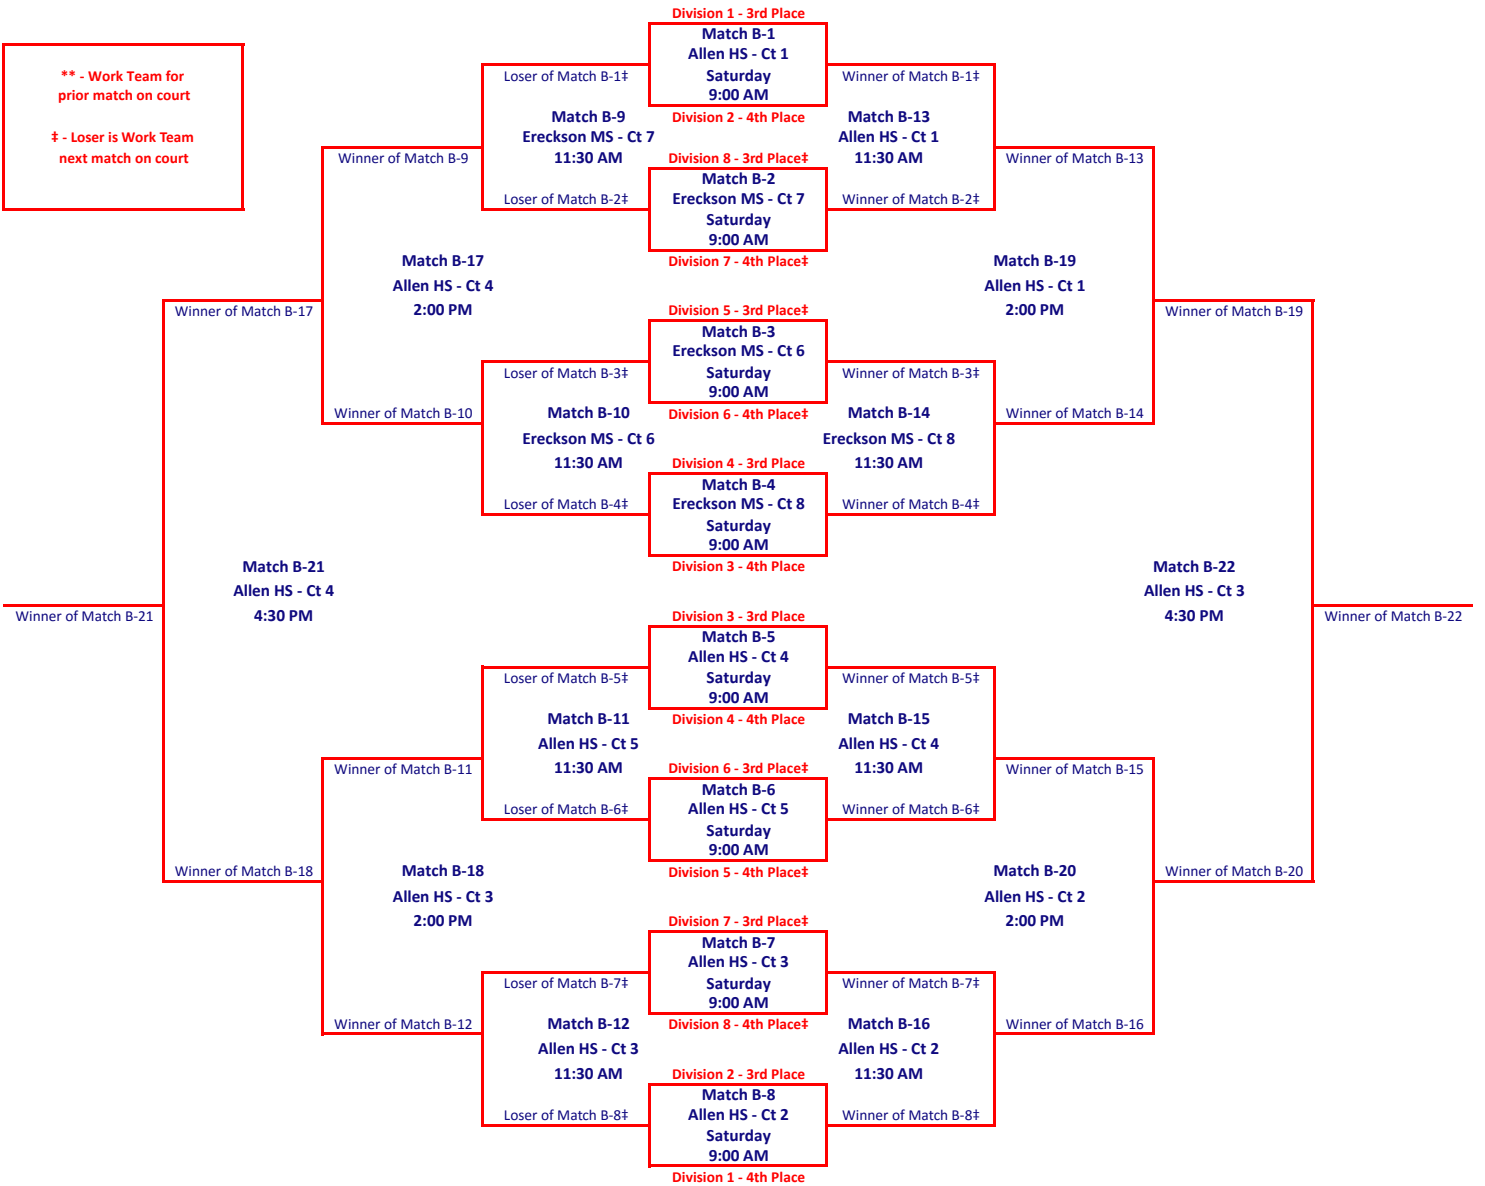 Division 1 - 3rd Place
Match B-1
Allen HS - Ct 1
Saturday
9:00 AM
Division 2 - 4th Place
** - Work Team for
prior match on court
‡ - Loser is Work Team
next match on court
Loser of Match B-1‡
Winner of Match B-1‡
Match B-9
Ereckson MS - Ct 7
11:30 AM
Match B-13
Allen HS - Ct 1
11:30 AM
Winner of Match B-9
Winner of Match B-13
Division 8 - 3rd Place‡
Match B-2
Ereckson MS - Ct 7
Saturday
9:00 AM
Division 7 - 4th Place‡
Loser of Match B-2‡
Winner of Match B-2‡
Match B-17
Allen HS - Ct 4
2:00 PM
Match B-19
Allen HS - Ct 1
2:00 PM
Winner of Match B-17
Winner of Match B-19
Division 5 - 3rd Place‡
Match B-3
Ereckson MS - Ct 6
Saturday
9:00 AM
Division 6 - 4th Place‡
Loser of Match B-3‡
Winner of Match B-3‡
Winner of Match B-10
Match B-10
Ereckson MS - Ct 6
11:30 AM
Match B-14
Ereckson MS - Ct 8
11:30 AM
Winner of Match B-14
Division 4 - 3rd Place
Match B-4
Ereckson MS - Ct 8
Saturday
9:00 AM
Division 3 - 4th Place
Loser of Match B-4‡
Winner of Match B-4‡
Match B-21
Allen HS - Ct 4
4:30 PM
Match B-22
Allen HS - Ct 3
4:30 PM
Winner of Match B-21
Winner of Match B-22
Division 3 - 3rd Place
Match B-5
Allen HS - Ct 4
Saturday
9:00 AM
Division 4 - 4th Place
Loser of Match B-5‡
Winner of Match B-5‡
Match B-11
Allen HS - Ct 5
11:30 AM
Match B-15
Allen HS - Ct 4
11:30 AM
Winner of Match B-11
Winner of Match B-15
Division 6 - 3rd Place‡
Match B-6
Allen HS - Ct 5
Saturday
9:00 AM
Division 5 - 4th Place‡
Loser of Match B-6‡
Winner of Match B-6‡
Winner of Match B-18
Match B-18
Allen HS - Ct 3
2:00 PM
Match B-20
Allen HS - Ct 2
2:00 PM
Winner of Match B-20
Division 7 - 3rd Place‡
Match B-7
Allen HS - Ct 3
Saturday
9:00 AM
Division 8 - 4th Place‡
Loser of Match B-7‡
Winner of Match B-7‡
Winner of Match B-12
Match B-12
Allen HS - Ct 3
11:30 AM
Match B-16
Allen HS - Ct 2
11:30 AM
Winner of Match B-16
Division 2 - 3rd Place
Match B-8
Allen HS - Ct 2
Saturday
9:00 AM
Division 1 - 4th Place
Loser of Match B-8‡
Winner of Match B-8‡